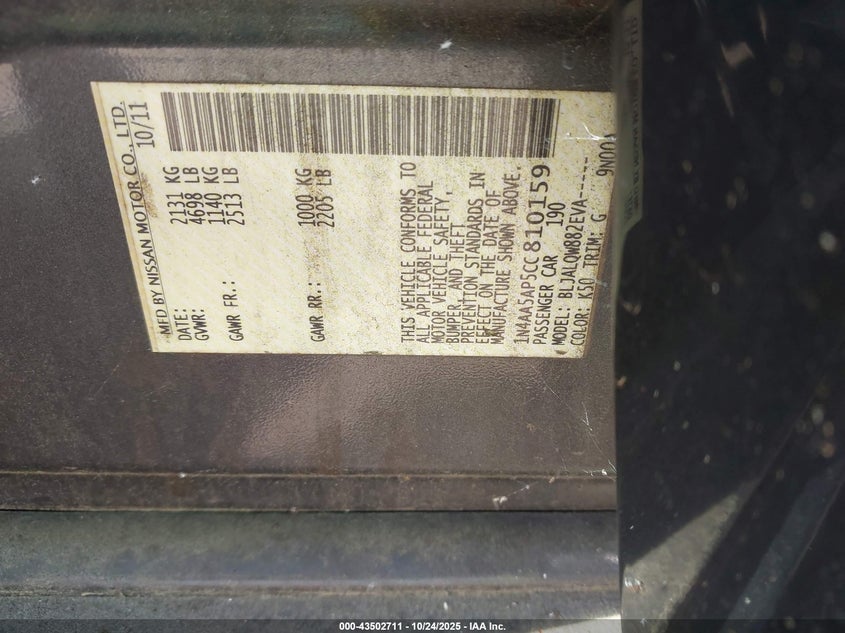 MFD BY NISSAN MOTOR CO., LTD.
DATE: 10/11
GVWR: 2131 KG
4698 LB
GAWR FR.: 1140 KG
2513 LB
GAWR RR.: 1000 KG
2205 LB
THIS VEHICLE CONFORMS TO
ALL APPLICABLE FEDERAL
MOTOR VEHICLE SAFETY,
BUMPER, AND THEFT
PREVENTION STANDARDS IN
EFFECT ON THE DATE OF
MANUFACTURE SHOWN ABOVE.
1N4AA5AP5CC810159
PASSENGER CAR 190
MODEL: BLJALQWB82EVA-----
COLOR: K50 TRIM: G 9N00
000-43502711 - 10/24/2025 - IAA Inc.